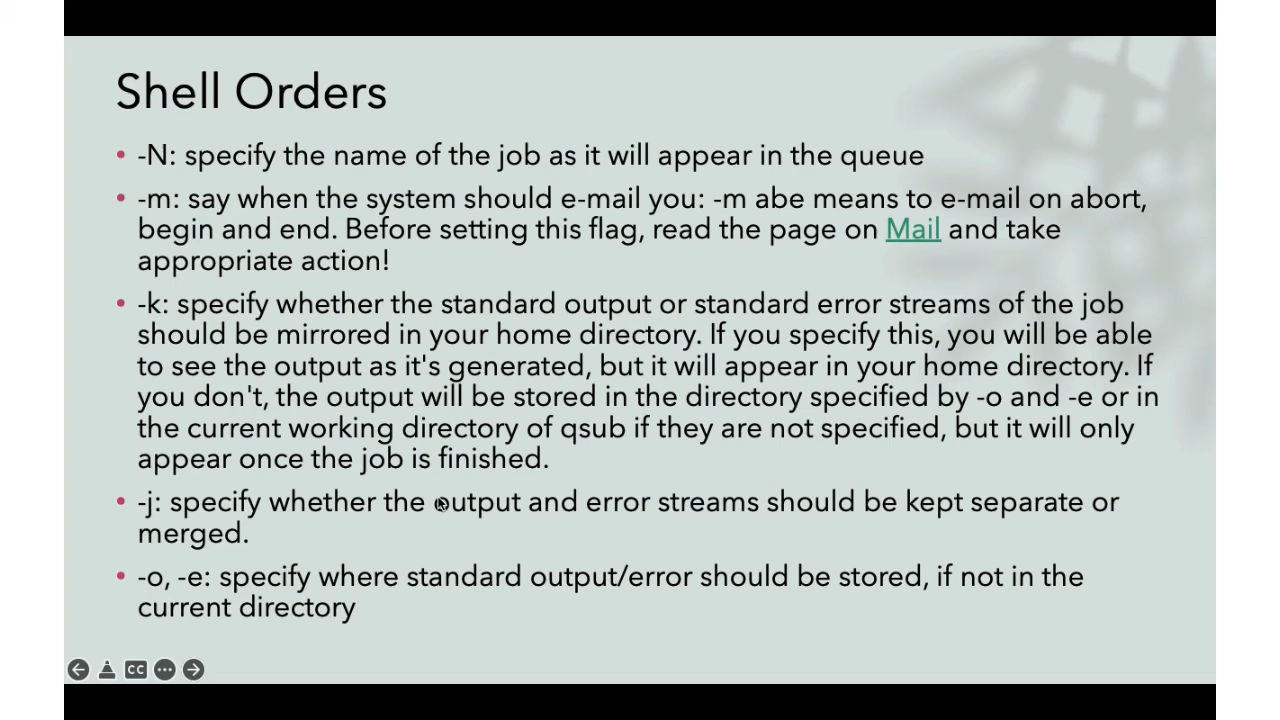 Shell Orders
• -N: specify the name of the job as it will appear in the queue
• -m: say when the system should e-mail you: -m abe means to e-mail on abort,
begin and end. Before setting this flag, read the page on Mail and take
appropriate action!
• -k: specify whether the standard output or standard error streams of the job
should be mirrored in your home directory. If you specify this, you will be able
to see the output as it's generated, but it will appear in your home directory. If
you don't, the output will be stored in the directory specified by -o and -e or in
the current working directory of qsub if they are not specified, but it will only
appear once the job is finished.
• -j: specify whether the output and error streams should be kept separate or
merged.
• -o, -e: specify where standard output/error should be stored, if not in the
current directory
CC